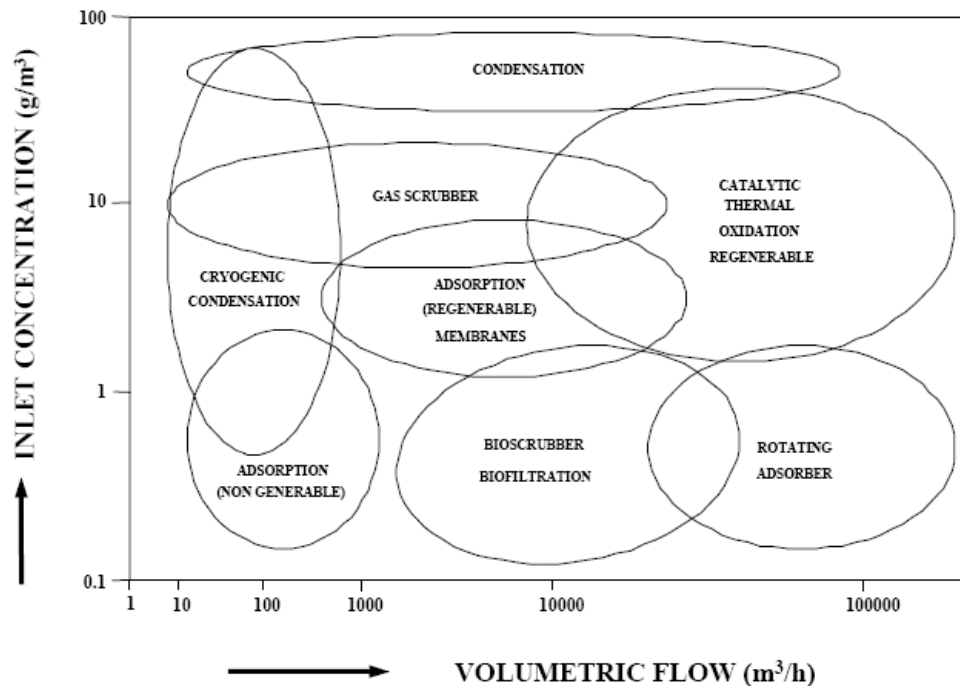 100
CONDENSATION
INLET CONCENTRATION (g/m³)
10
GAS SCRUBBER
CATALYTIC
THERMAL
OXIDATION
REGENERABLE
CRYOGENIC
CONDENSATION
ADSORPTION
(REGENERABLE)
MEMBRANES
1
BIOSCRUBBER
BIOFILTRATION
ROTATING
ADSORBER
ADSORPTION
(NON GENERABLE)
0.1
1 10 100 1000 10000 100000
VOLUMETRIC FLOW (m³/h)